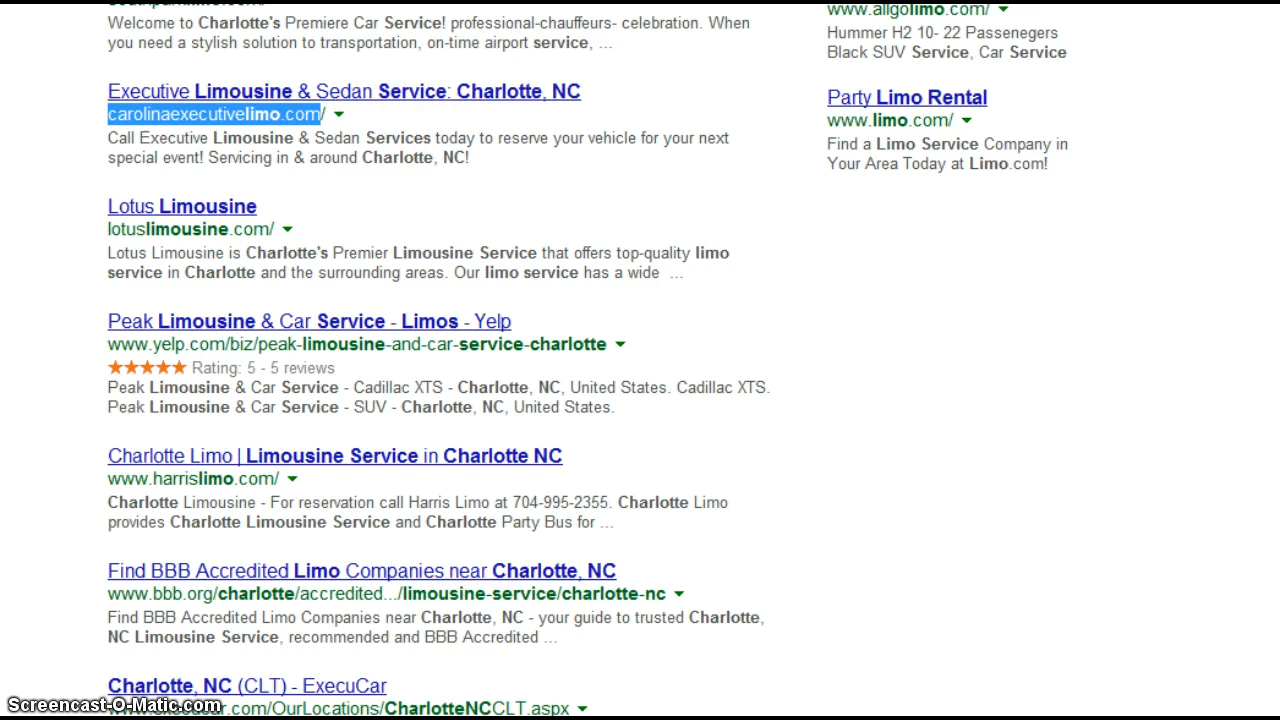 Welcome to Charlotte's Premiere Car Service! professional-chauffeurs- celebration. When
you need a stylish solution to transportation, on-time airport service, ...
Executive Limousine & Sedan Service: Charlotte, NC
carolinaexecutivelimo.com/
Call Executive Limousine & Sedan Services today to reserve your vehicle for your next
special event! Servicing in & around Charlotte, NC!
Lotus Limousine
lotuslimousine.com/
Lotus Limousine is Charlotte's Premier Limousine Service that offers top-quality limo
service in Charlotte and the surrounding areas. Our limo service has a wide ...
Peak Limousine & Car Service - Limos - Yelp
www.yelp.com/biz/peak-limousine-and-car-service-charlotte
Rating: 5 - 5 reviews
Peak Limousine & Car Service - Cadillac XTS - Charlotte, NC, United States. Cadillac XTS.
Peak Limousine & Car Service - SUV - Charlotte, NC, United States.
Charlotte Limo | Limousine Service in Charlotte NC
www.harrislimo.com/
Charlotte Limousine - For reservation call Harris Limo at 704-995-2355. Charlotte Limo
provides Charlotte Limousine Service and Charlotte Party Bus for ...
Find BBB Accredited Limo Companies near Charlotte, NC
www.bbb.org/charlotte/accredited.../limousine-service/charlotte-nc
Find BBB Accredited Limo Companies near Charlotte, NC - your guide to trusted Charlotte,
NC Limousine Service, recommended and BBB Accredited ...
Charlotte, NC (CLT) - ExecuCar
www.execucar.com/OurLocations/CharlotteNCCLT.aspx
www.allgolimo.com/
Hummer H2 10- 22 Passenegers
Black SUV Service, Car Service
Party Limo Rental
www.limo.com/
Find a Limo Service Company in
Your Area Today at Limo.com!
Screencast-O-Matic.com